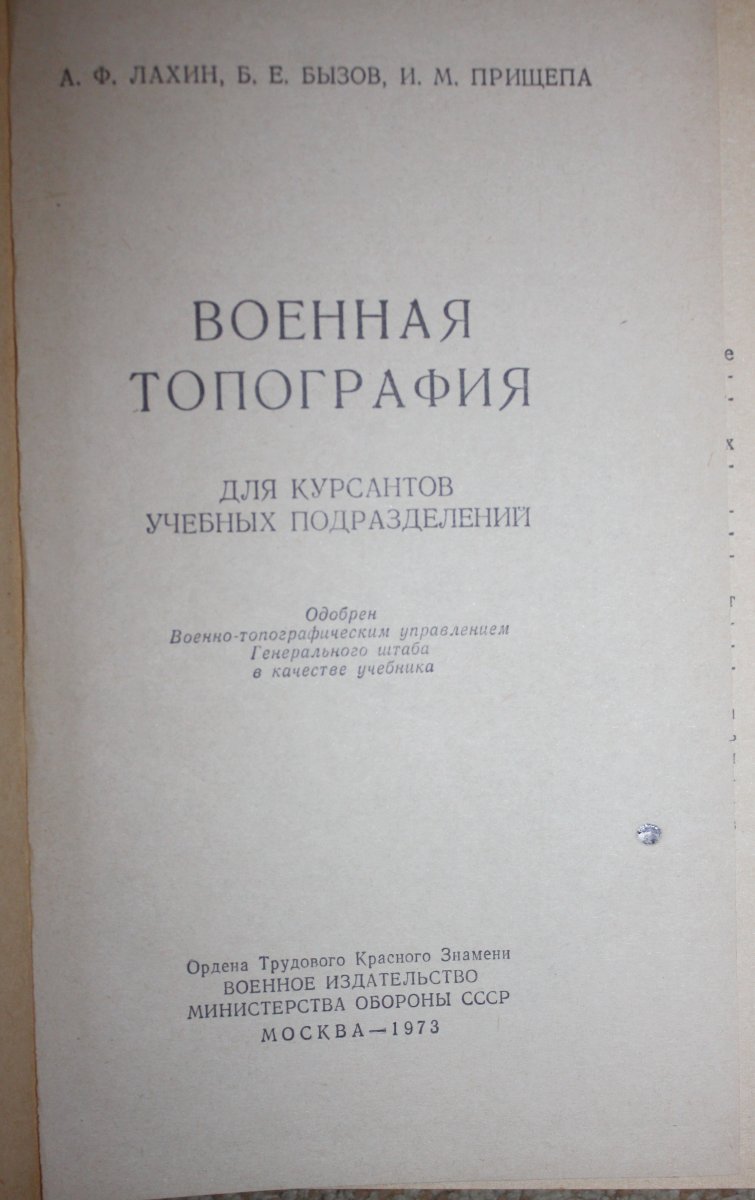 А. Ф. ЛАХИН, Б. Е. БЫЗОВ, И. М. ПРИЩЕПА
ВОЕННАЯ
ТОПОГРАФИЯ
ДЛЯ КУРСАНТОВ
УЧЕБНЫХ ПОДРАЗДЕЛЕНИЙ
Одобрен
Военно-топографическим управлением
Генерального штаба
в качестве учебника
Ордена Трудового Красного Знамени
ВОЕННОЕ ИЗДАТЕЛЬСТВО
МИНИСТЕРСТВА ОБОРОНЫ СССР
МОСКВА—1973